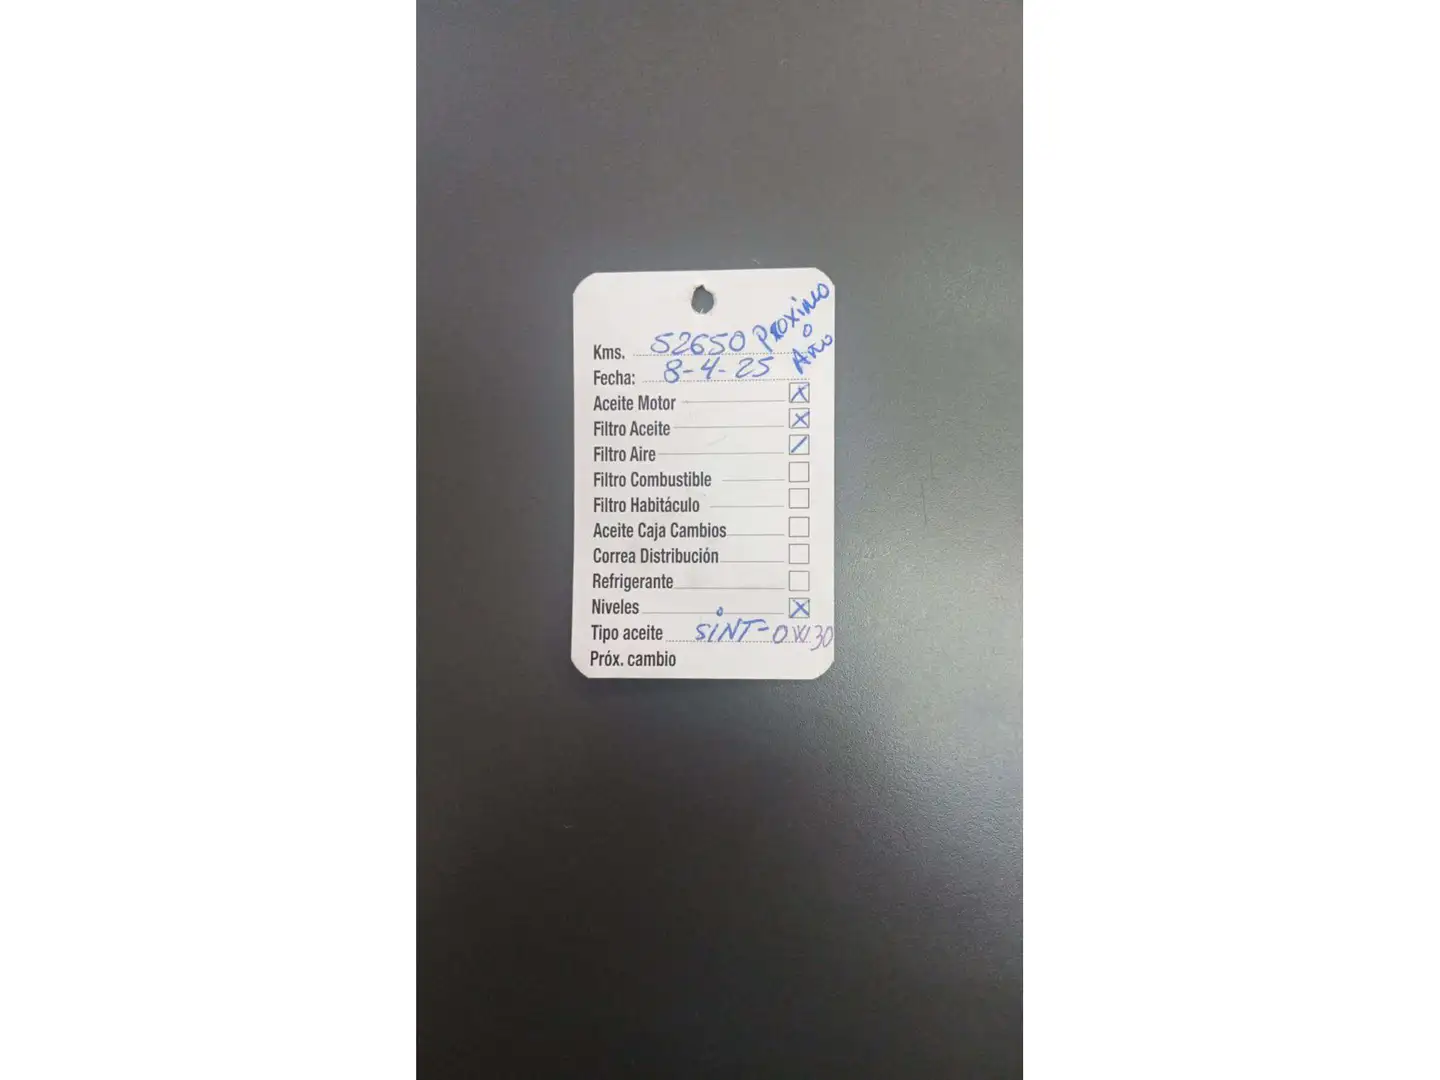 Kms. 52650 PROXIMO
O
Fecha: 8-4-25 AÑO
Aceite Motor X
Filtro Aceite X
Filtro Aire /
Filtro Combustible
Filtro Habitáculo
Aceite Caja Cambios
Correa Distribución
Refrigerante
Niveles X
Tipo aceite SINT-0W30
Próx. cambio